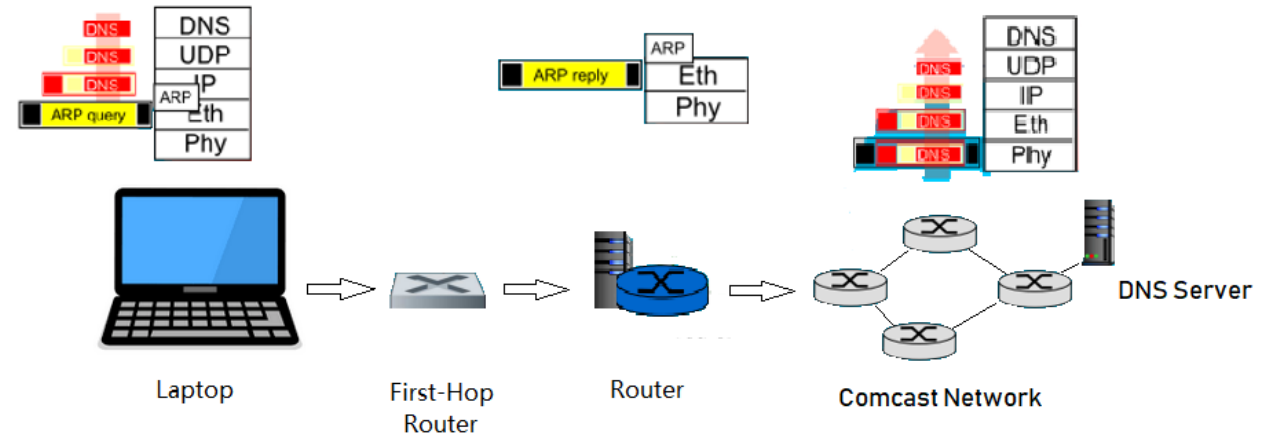 DNS
DNS
DNS
ARP query
DNS
UDP
IP
ARP
Eth
Phy
ARP reply
ARP
Eth
Phy
DNS
DNS
DNS
DNS
DNS
UDP
IP
Eth
Phy
DNS Server
Laptop
First-Hop
Router
Router
Comcast Network